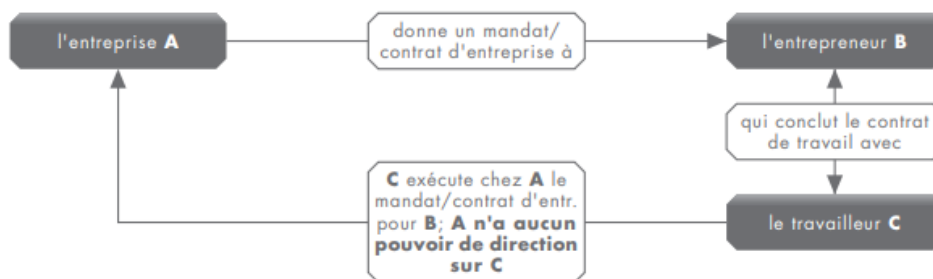 l'entreprise A
donne un mandat/
contrat d'entreprise à
l'entrepreneur B
qui conclut le contrat
de travail avec
C exécute chez A le
mandat/contrat d'entr.
pour B; A n'a aucun
pouvoir de direction
sur C
le travailleur C